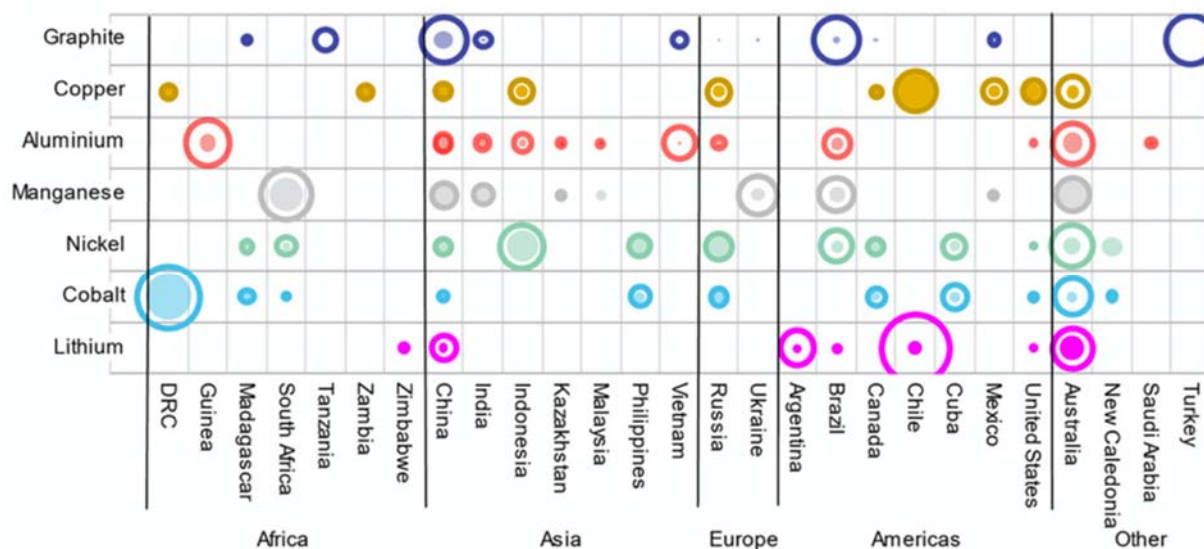 Graphite
Copper
Aluminium
Manganese
Nickel
Cobalt
Lithium
DRC
Guinea
Madagascar
South Africa
Tanzania
Zambia
Zimbabwe
China
India
Indonesia
Kazakhstan
Malaysia
Philippines
Vietnam
Russia
Ukraine
Argentina
Brazil
Canada
Chile
Cuba
Mexico
United States
Australia
New Caledonia
Saudi Arabia
Turkey
Africa
Asia
Europe
Americas
Other